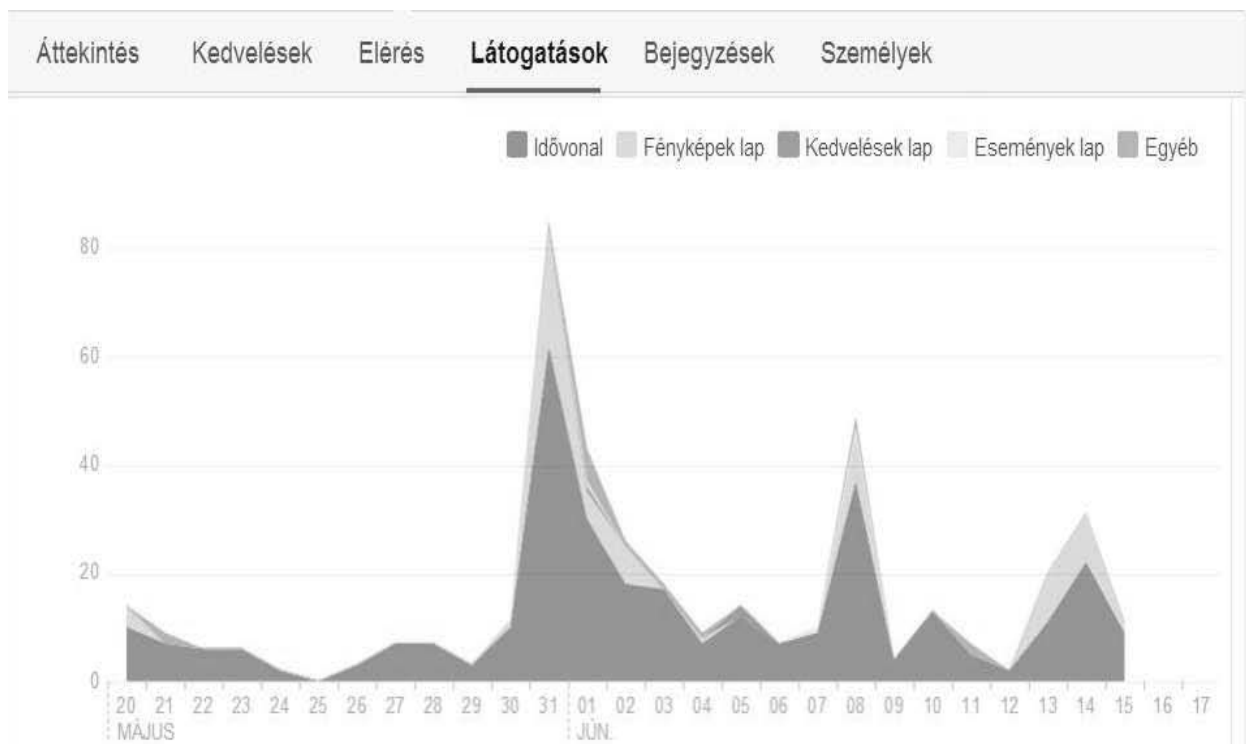 Áttekintés Kedvelések Elérés Látogatások Bejegyzések Személyek
Idővonal Fényképek lap Kedvelések lap Események lap Egyéb
80
60
40
20
0
20 21 22 23 24 25 26 27 28 29 30 31 01 02 03 04 05 06 07 08 09 10 11 12 13 14 15 16 17
MÁJUS JÚN.